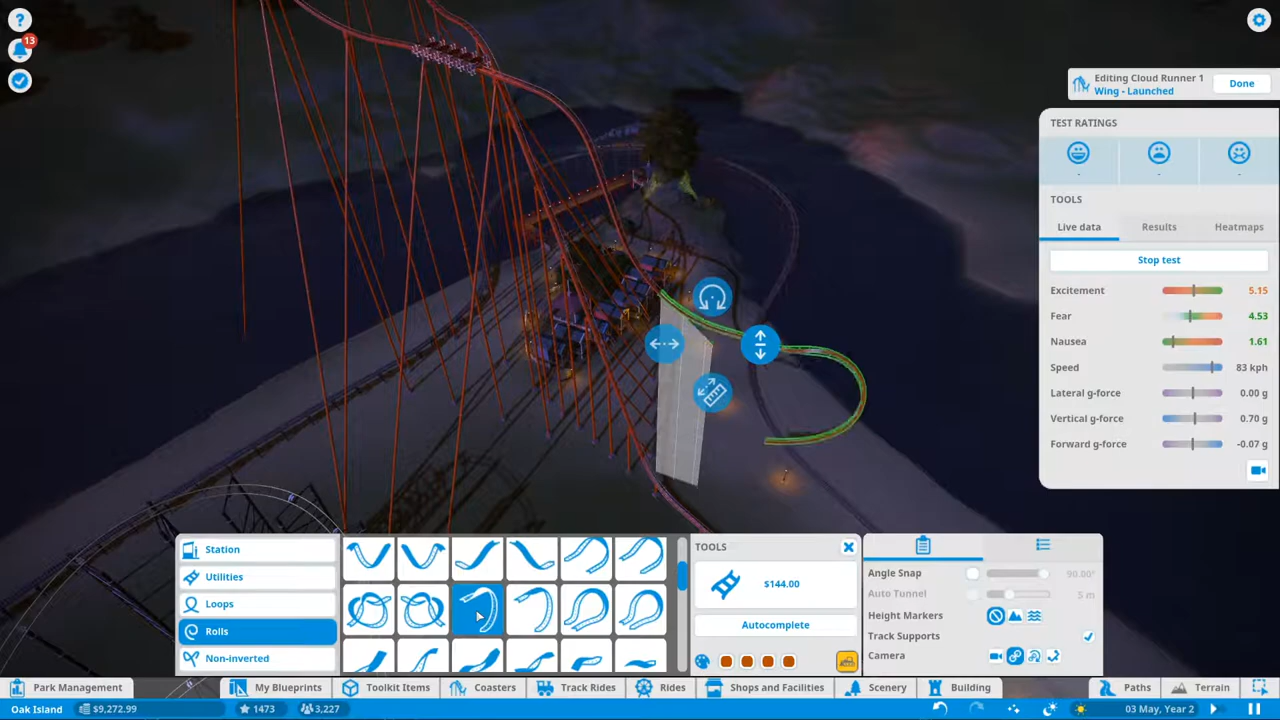 ?
13
Editing Cloud Runner 1
Wing - Launched
Done
TEST RATINGS
- - -
TOOLS
Live data Results Heatmaps
Stop test
Excitement 5.15
Fear 4.53
Nausea 1.61
Speed 83 kph
Lateral g-force 0.00 g
Vertical g-force 0.70 g
Forward g-force -0.07 g
Station
Utilities
Loops
Rolls
Non-inverted
TOOLS
$144.00
Autocomplete
Angle Snap 90.00°
Auto Tunnel 5 m
Height Markers
Track Supports
Camera
Park Management My Blueprints Toolkit Items Coasters Track Rides Rides Shops and Facilities Scenery Building Paths Terrain
Oak Island $9,272.99 1473 3,227 03 May, Year 2